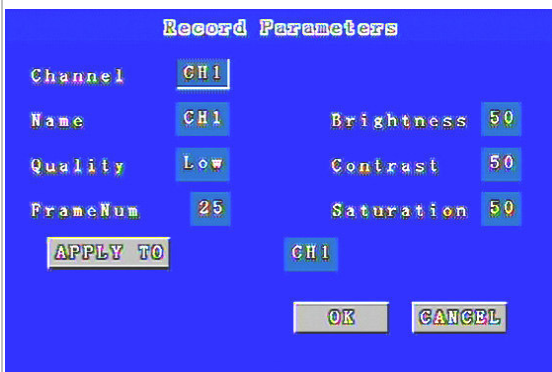 Record Parameters
Channel CH1
Name CH1 Brightness 50
Quality Low Contrast 50
FrameNum 25 Saturation 50
APPLY TO CH1
OK CANCEL